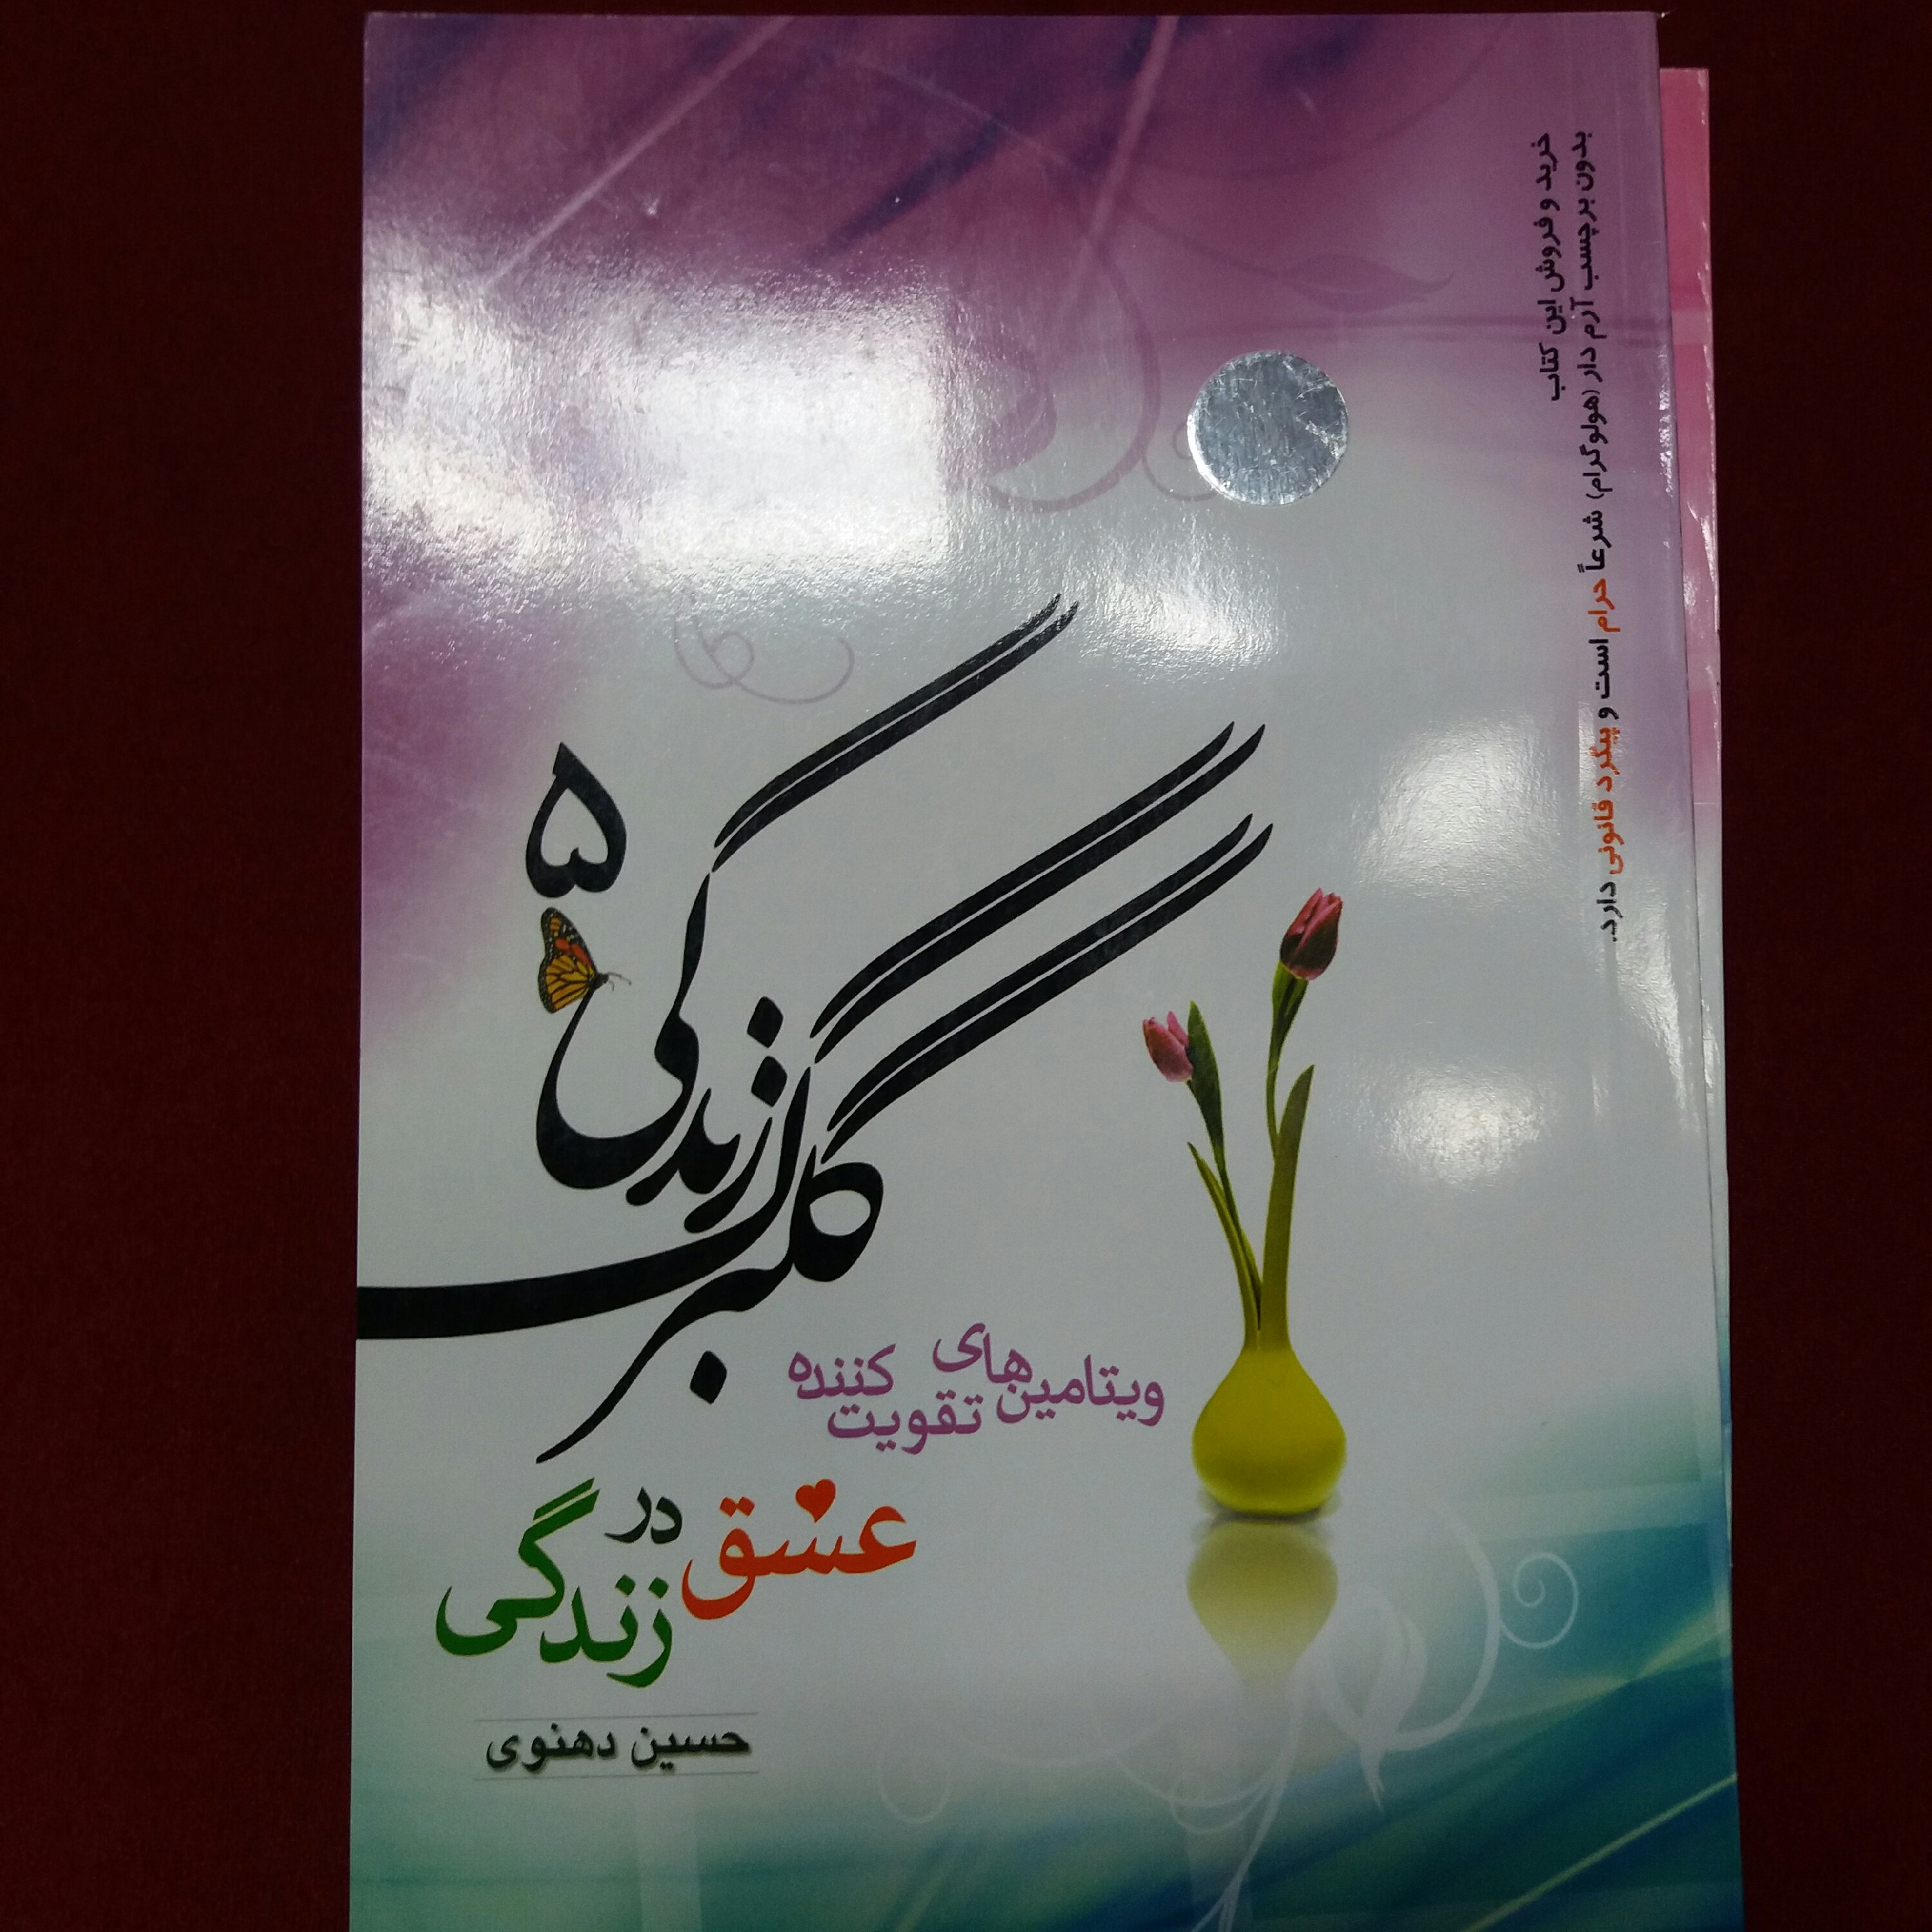 خرید و فروش این کتاب
بدون برچسب آرم دار (هولوگرام) شرعاً حرام است و پیگرد قانونی دارد.
گلبرگ زندگی ۵
ویتامین‌های تقویت کننده
عشق در زندگی
حسین دهنوی